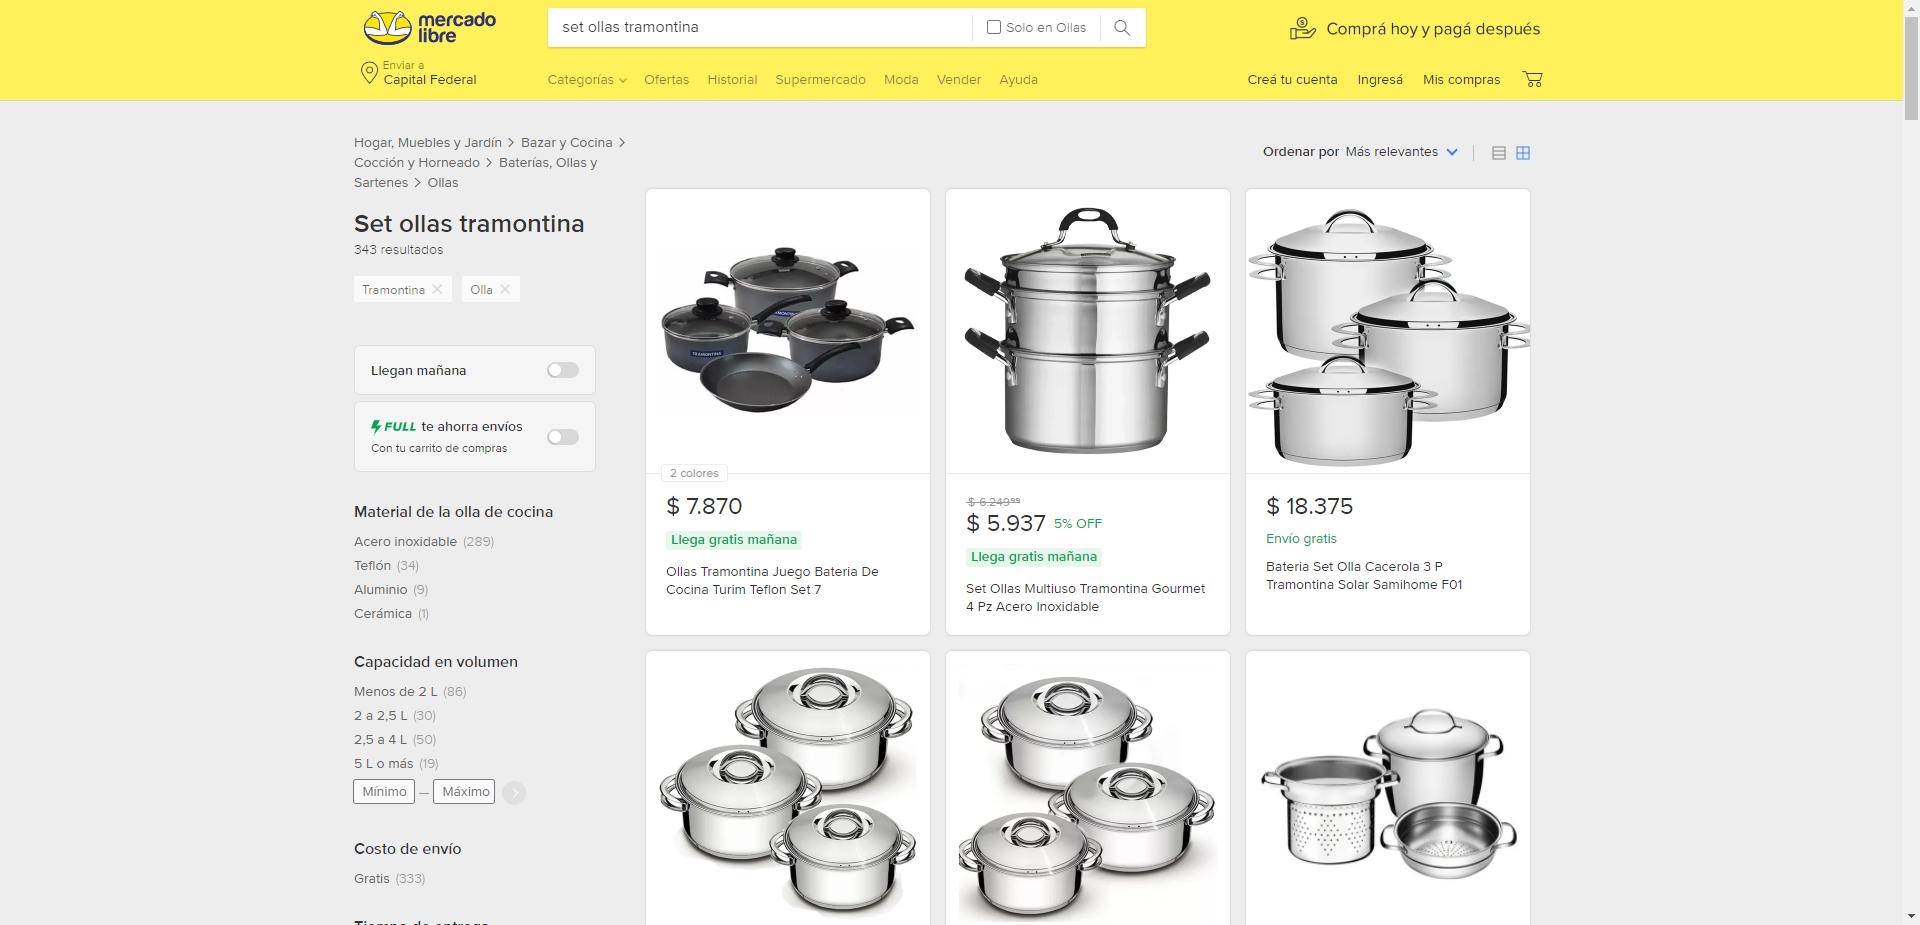 mercado
libre
set ollas tramontina
Solo en Ollas
Comprá hoy y pagá después
Enviar a
Capital Federal
Categorías
Ofertas
Historial
Supermercado
Moda
Vender
Ayuda
Creá tu cuenta
Ingresá
Mis compras
Hogar, Muebles y Jardín > Bazar y Cocina >
Cocción y Horneado > Baterías, Ollas y
Sartenes > Ollas
Ordenar por Más relevantes
Set ollas tramontina
343 resultados
Tramontina
Olla
Llegan mañana
FULL te ahorra envíos
Con tu carrito de compras
Material de la olla de cocina
Acero inoxidable (289)
Teflón (34)
Aluminio (9)
Cerámica (1)
Capacidad en volumen
Menos de 2 L (86)
2 a 2,5 L (30)
2,5 a 4 L (50)
5 L o más (19)
Mínimo — Máximo
Costo de envío
Gratis (333)
Tiempo de entrega
TRAMONTINA
2 colores
$ 7.870
Llega gratis mañana
Ollas Tramontina Juego Bateria De
Cocina Turim Teflon Set 7
$ 6.249⁹⁹
$ 5.937 5% OFF
Llega gratis mañana
Set Ollas Multiuso Tramontina Gourmet
4 Pz Acero Inoxidable
$ 18.375
Envío gratis
Bateria Set Olla Cacerola 3 P
Tramontina Solar Samihome F01